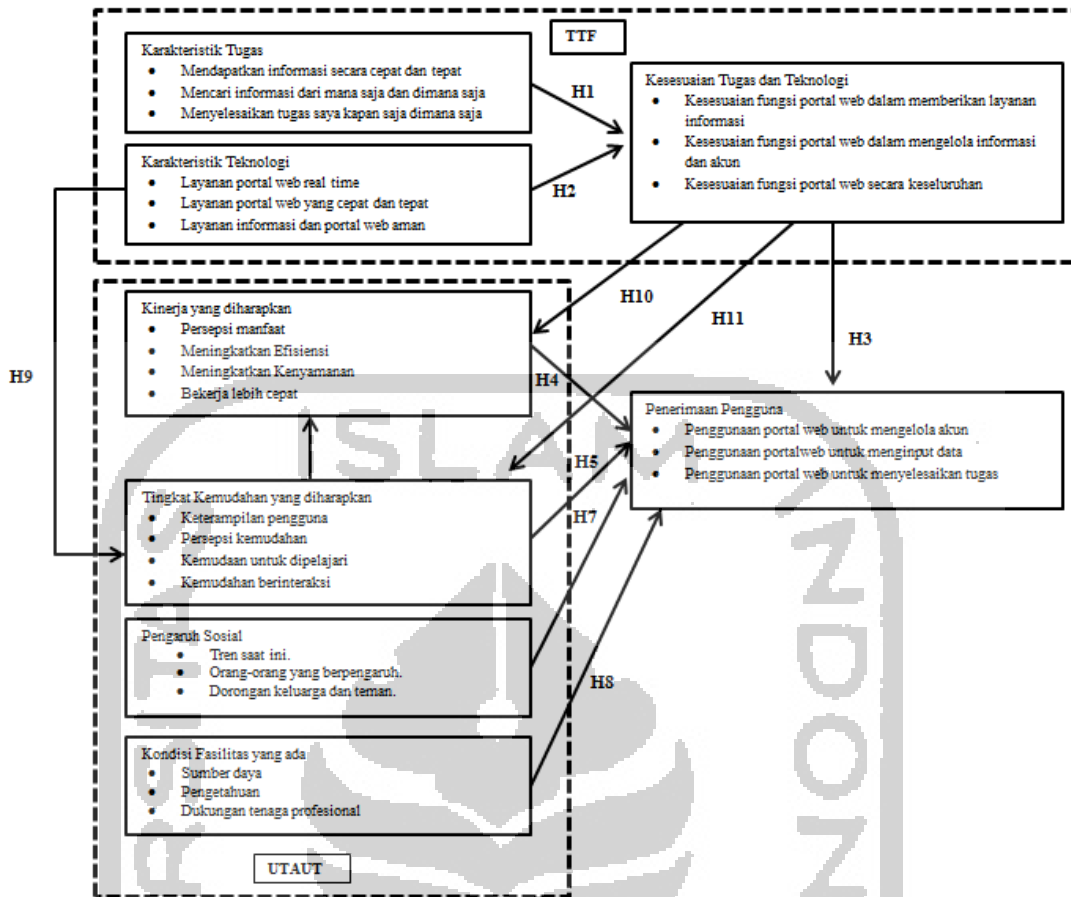 TTF
Karakteristik Tugas
• Mendapatkan informasi secara cepat dan tepat
• Mencari informasi dari mana saja dan dimana saja
• Menyelesaikan tugas saya kapan saja dimana saja
H1
Kesesuaian Tugas dan Teknologi
• Kesesuaian fungsi portal web dalam memberikan layanan
informasi
• Kesesuaian fungsi portal web dalam mengelola informasi
dan akun
• Kesesuaian fungsi portal web secara keseluruhan
Karakteristik Teknologi
• Layanan portal web real time
• Layanan portal web yang cepat dan tepat
• Layanan informasi dan portal web aman
H2
H10
H11
H3
H9
Kinerja yang diharapkan
• Persepsi manfaat
• Meningkatkan Efisiensi
• Meningkatkan Kenyamanan
• Bekerja lebih cepat
H4
Penerimaan Pengguna
• Penggunaan portal web untuk mengelola akun
• Penggunaan portalweb untuk menginput data
• Penggunaan portal web untuk menyelesaikan tugas
H5
H7
Tingkat Kemudahan yang diharapkan
• Keterampilan pengguna
• Persepsi kemudahan
• Kemudaan untuk dipelajari
• Kemudahan berinteraksi
Pengaruh Sosial
• Tren saat ini.
• Orang-orang yang berpengaruh.
• Dorongan keluarga dan teman.
H8
Kondisi Fasilitas yang ada
• Sumber daya
• Pengetahuan
• Dukungan tenaga profesional
UTAUT
ISLAM
RSITAS
INDON